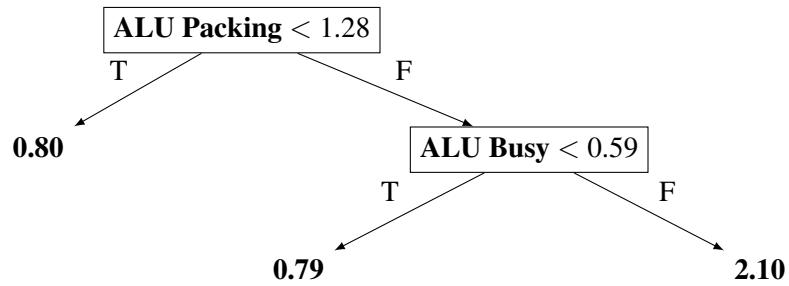 ALU Packing < 1.28
T
F
0.80
ALU Busy < 0.59
T
F
0.79
2.10